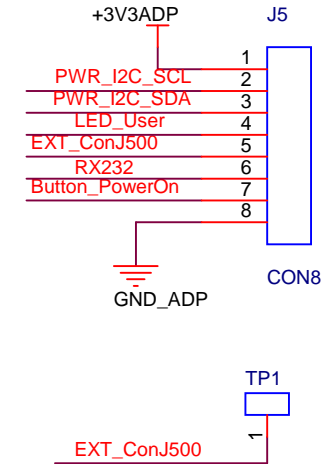 +3V3ADP J5
1
PWR_I2C_SCL 2
PWR_I2C_SDA 3
LED_User 4
EXT_ConJ500 5
RX232 6
Button_PowerOn 7
8
CON8
GND_ADP
TP1
1
EXT_ConJ500